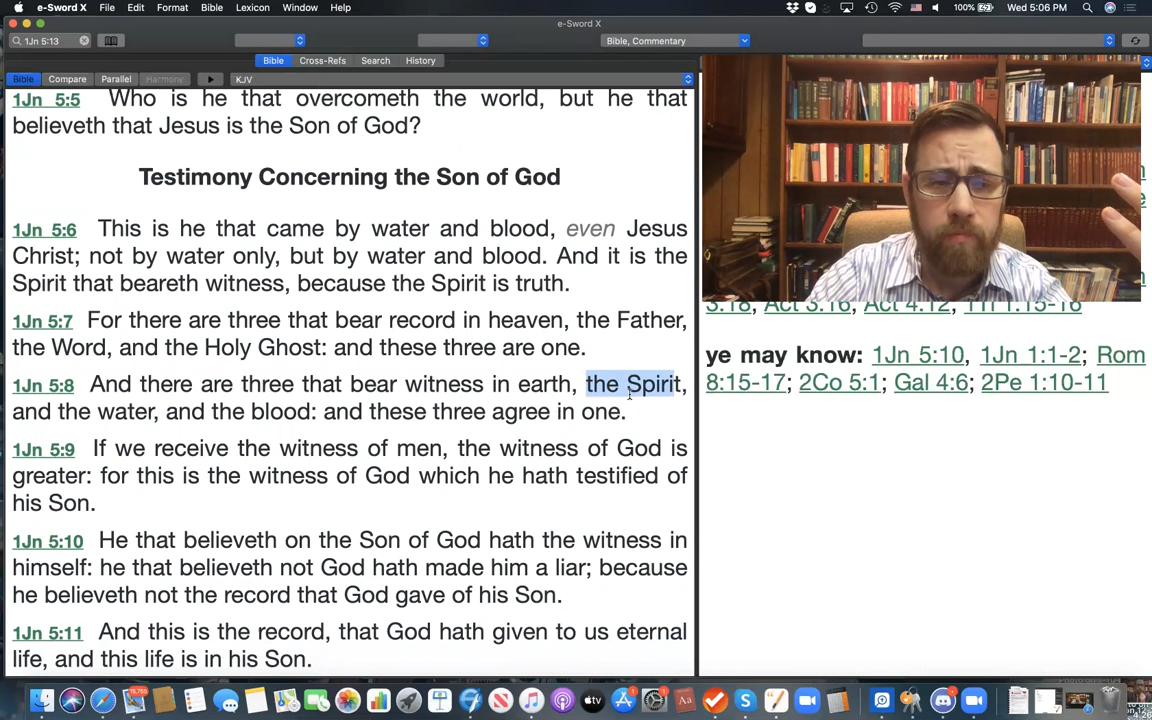 e-Sword X File Edit Format Bible Lexicon Window Help 100% Wed 5:06 PM
e-Sword X
1Jn 5:13 Bible, Commentary
Bible Cross-Refs Search History
Bible Compare Parallel Harmony KJV
1Jn 5:5 Who is he that overcometh the world, but he that
believeth that Jesus is the Son of God?
Testimony Concerning the Son of God
1Jn 5:6 This is he that came by water and blood, even Jesus
Christ; not by water only, but by water and blood. And it is the
Spirit that beareth witness, because the Spirit is truth.
1Jn 5:7 For there are three that bear record in heaven, the Father,
the Word, and the Holy Ghost: and these three are one.
1Jn 5:8 And there are three that bear witness in earth, the Spirit,
and the water, and the blood: and these three agree in one.
1Jn 5:9 If we receive the witness of men, the witness of God is
greater: for this is the witness of God which he hath testified of
his Son.
1Jn 5:10 He that believeth on the Son of God hath the witness in
himself: he that believeth not God hath made him a liar; because
he believeth not the record that God gave of his Son.
1Jn 5:11 And this is the record, that God hath given to us eternal
life, and this life is in his Son.
3:18, Act 3:16, Act 4:12, 1Ti 1:15-16
ye may know: 1Jn 5:10, 1Jn 1:1-2; Rom
8:15-17; 2Co 5:1; Gal 4:6; 2Pe 1:10-11